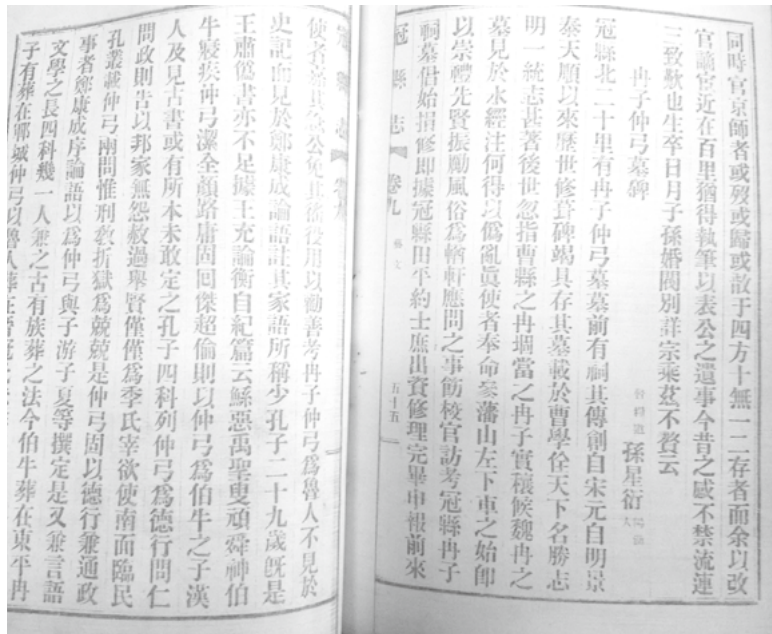 同時官京師者或歿或歸或散于四方十無一二存者而余以改
官謫宦近在百里猶得執筆以表公之遺事今昔之感不禁流連
三致歎也生卒日月子孫婚閥別詳宗乘茲不贅云
冉子仲弓墓碑
孫星衍
冠縣北二十里有冉子仲弓墓墓前有祠其傳創自宋元自明景
泰天順以來歷世修葺碑碣具存其墓載於曹學佺天下名勝志
明一統志甚著後世忽指曹縣之冉堌當之冉子實穰候魏冉之
墓見於水經注何得以僞亂眞使者奉命來藩山左下車之始卽
以崇禮先賢振勵風俗爲輶軒應問之事飭檄官訪考冠縣冉子
祠墓倡始捐修即據冠縣田平約士庶出資修理完畢申報前來
冠縣志
卷九
藝文
五十五
使者
公免其徭役用以勸善考冉子仲弓爲魯人不見於
史記而見於鄭康成論語註其家語所稱少孔子二十九歲旣是
王肅僞書亦不足據王充論衡自紀篇云鯀惡禹聖叟頑舜神伯
牛寢疾仲弓潔全顏路庸固回傑超倫則以仲弓爲伯牛之子漢
人及見古書或有所本未敢定之孔子四科列仲弓爲德行問仁
問政則告以邦家無怨赦過舉賢僅僅爲季氏宰欲使南面臨民
孔叢載仲弓兩問惟刑敎折獄爲兢兢是仲弓固以德行兼通政
事者鄭康成序論語以爲仲弓與子游子夏等撰定是又兼言語
文學之長四科幾一人兼之古有族葬之法今伯牛葬在東平冉
子有葬在鄆城仲弓以魯人葬在